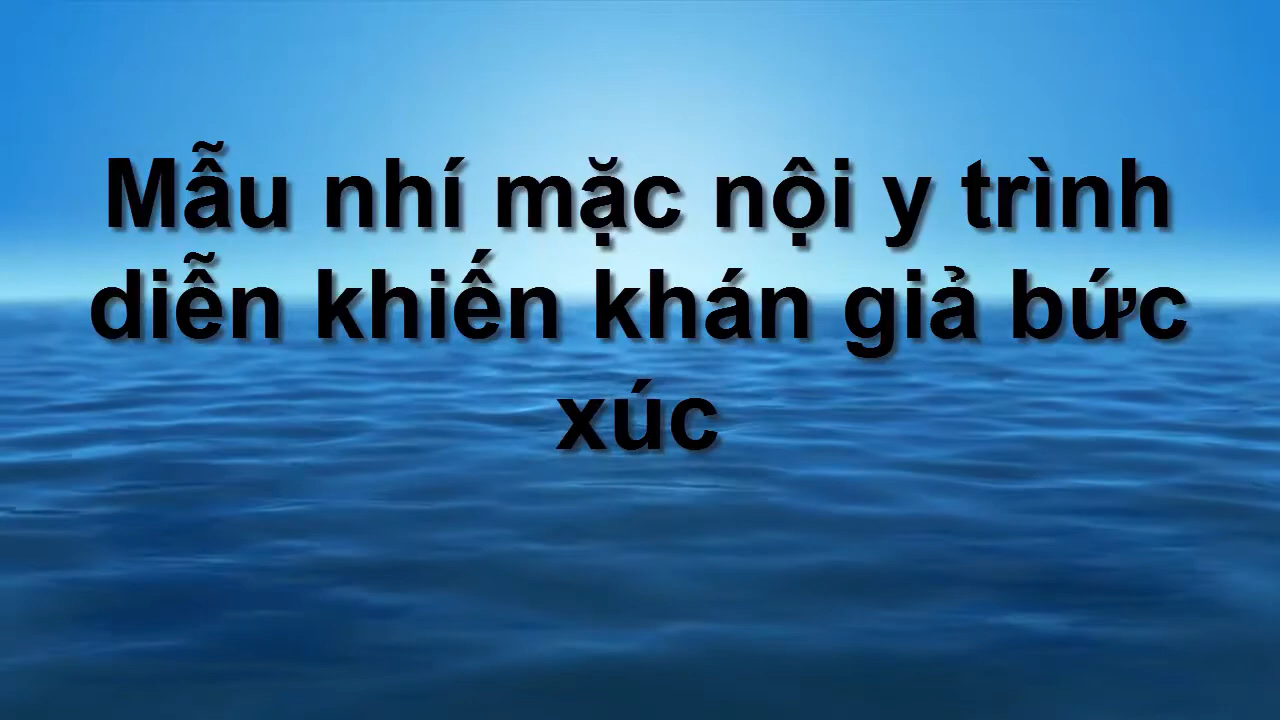 Mẫu nhí mặc nội y trình
diễn khiến khán giả bức
xúc